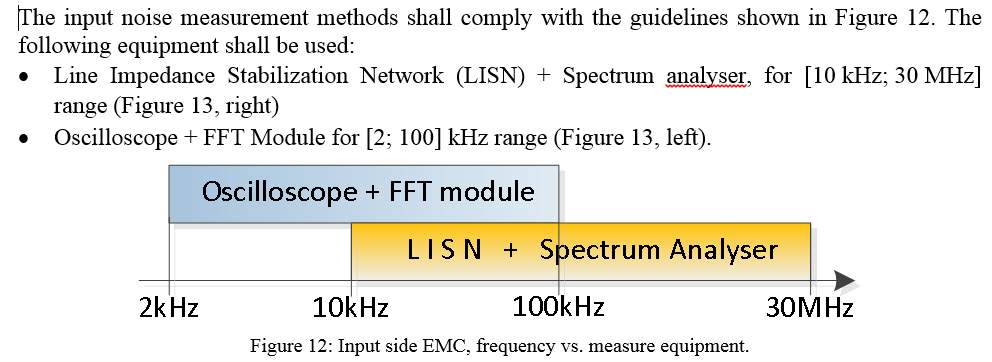 The input noise measurement methods shall comply with the guidelines shown in Figure 12. The
following equipment shall be used:
• Line Impedance Stabilization Network (LISN) + Spectrum analyser, for [10 kHz; 30 MHz]
range (Figure 13, right)
• Oscilloscope + FFT Module for [2; 100] kHz range (Figure 13, left).
Oscilloscope + FFT module
LISN + Spectrum Analyser
2kHz 10kHz 100kHz 30MHz
Figure 12: Input side EMC, frequency vs. measure equipment.